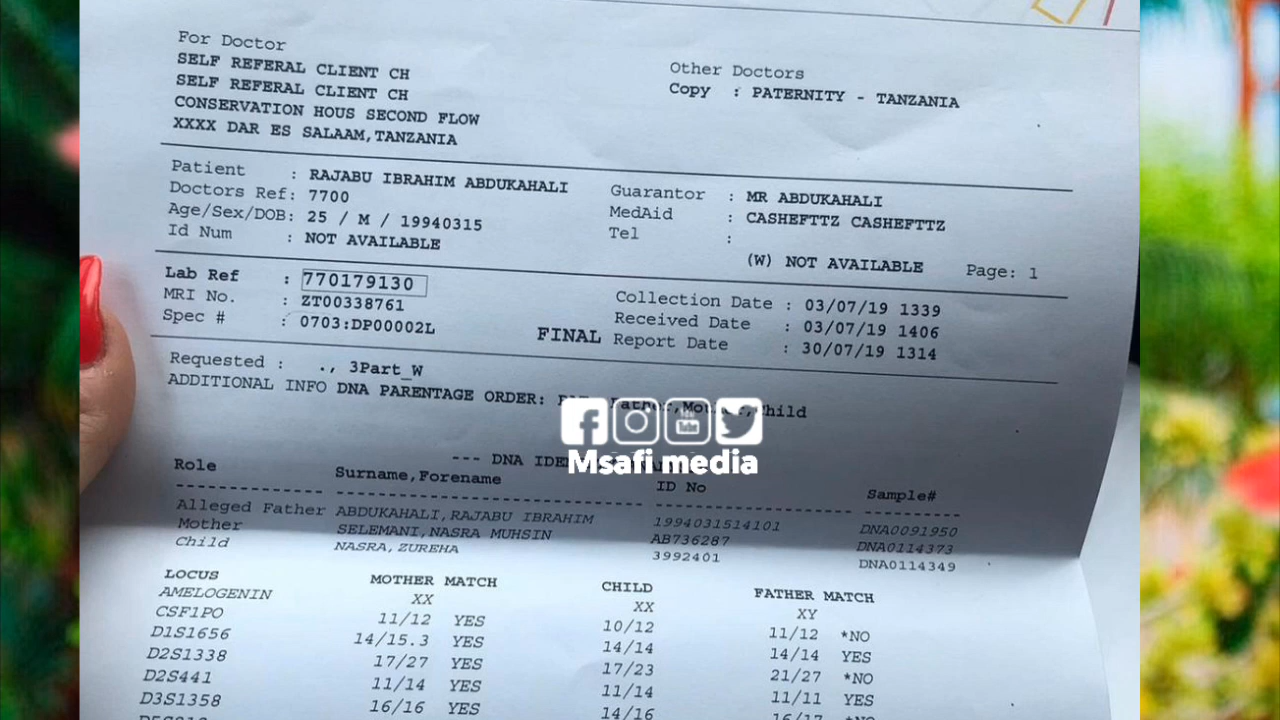 For Doctor
SELF REFERAL CLIENT CH
SELF REFERAL CLIENT CH
CONSERVATION HOUS SECOND FLOW
XXXX DAR ES SALAAM,TANZANIA
Other Doctors
Copy : PATERNITY - TANZANIA
Patient : RAJABU IBRAHIM ABDUKAHALI
Doctors Ref: 7700
Age/Sex/DOB: 25 / M / 19940315
Id Num : NOT AVAILABLE
Guarantor : MR ABDUKAHALI
MedAid : CASHEFTTZ CASHEFTTZ
Tel :
(W) NOT AVAILABLE Page: 1
Lab Ref : 770179130
MRI No. : ZT00338761
Spec # : 0703:DP00002L
Collection Date : 03/07/19 1339
Received Date : 03/07/19 1406
FINAL Report Date : 30/07/19 1314
Requested : ., 3Part_W
ADDITIONAL INFO DNA PARENTAGE ORDER: Father,Mother,Child
Msafi media
--- DNA
Role Surname,Forename ID No Sample#
Alleged Father ABDUKAHALI,RAJABU IBRAHIM 1994031514101 DNA0091950
Mother SELEMANI,NASRA MUHSIN AB736287 DNA0114373
Child NASRA,ZUREHA 3992401 DNA0114349
LOCUS MOTHER MATCH CHILD FATHER MATCH
AMELOGENIN XX XX XY
CSF1PO 11/12 YES 10/12 11/12 *NO
D1S1656 14/15.3 YES 14/14 14/14 YES
D2S1338 17/27 YES 17/23 21/27 *NO
D2S441 11/14 YES 11/14 11/11 YES
D3S1358 16/16 YES 14/16 16/17 *NO